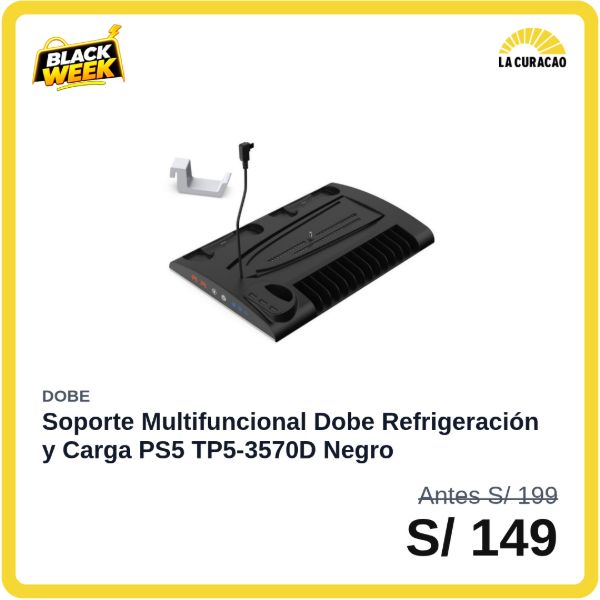 BLACK
WEEK
LA CURACAO
DOBE
Soporte Multifuncional Dobe Refrigeración
y Carga PS5 TP5-3570D Negro
Antes S/ 199
S/ 149